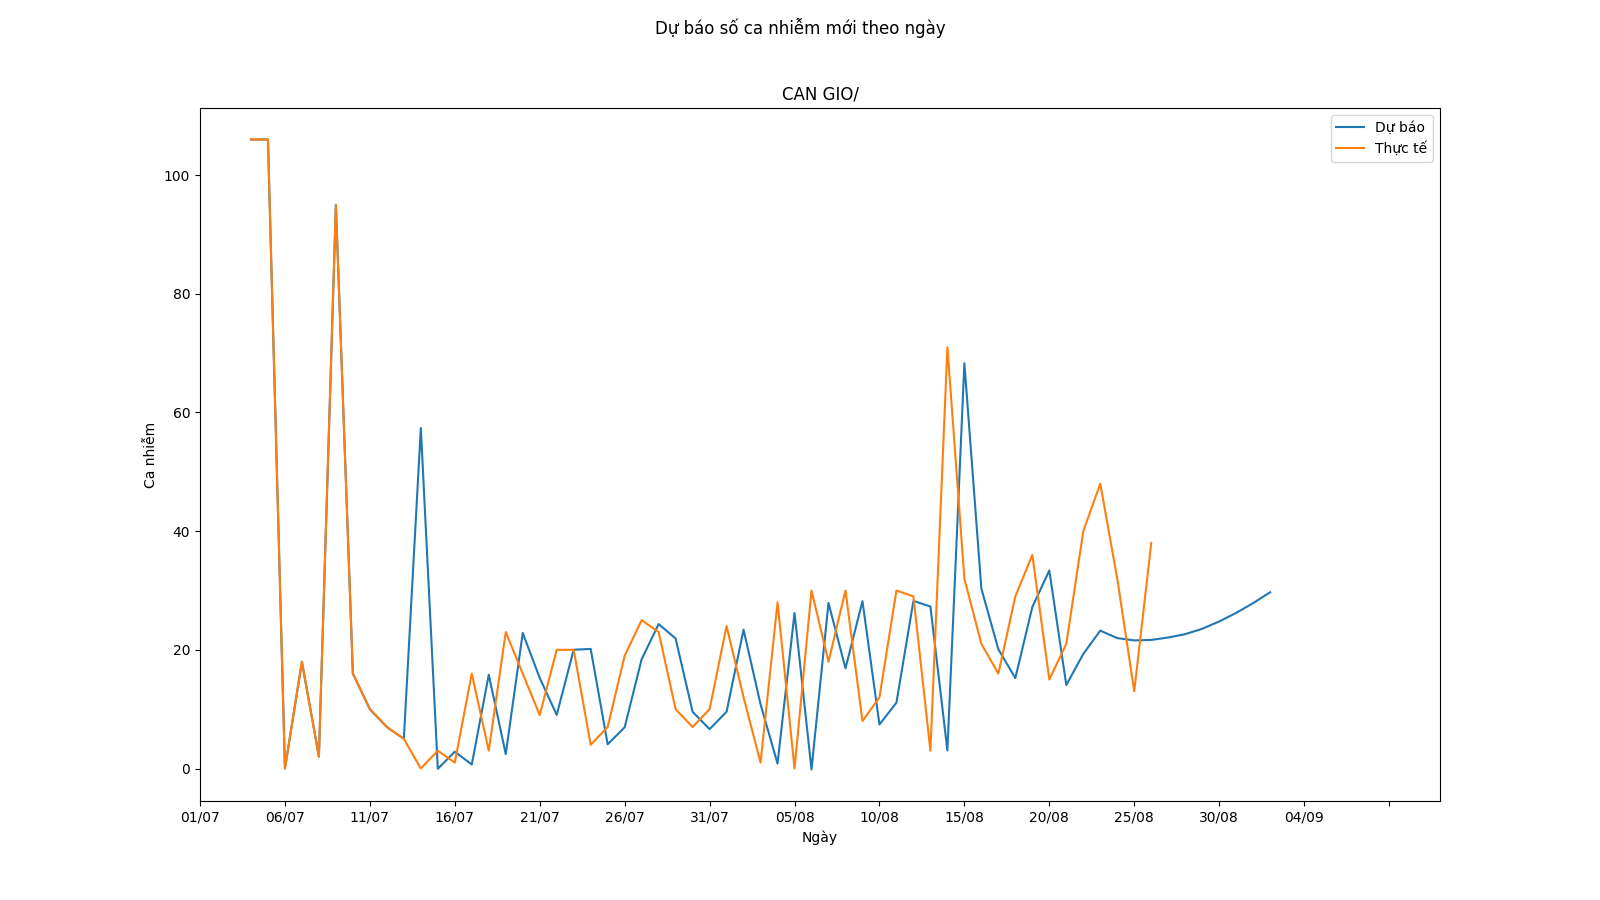 Dự báo số ca nhiễm mới theo ngày
CAN GIO/
Dự báo
Thực tế
100
80
60
40
20
0
Ca nhiễm
01/07 06/07 11/07 16/07 21/07 26/07 31/07 05/08 10/08 15/08 20/08 25/08 30/08 04/09
Ngày